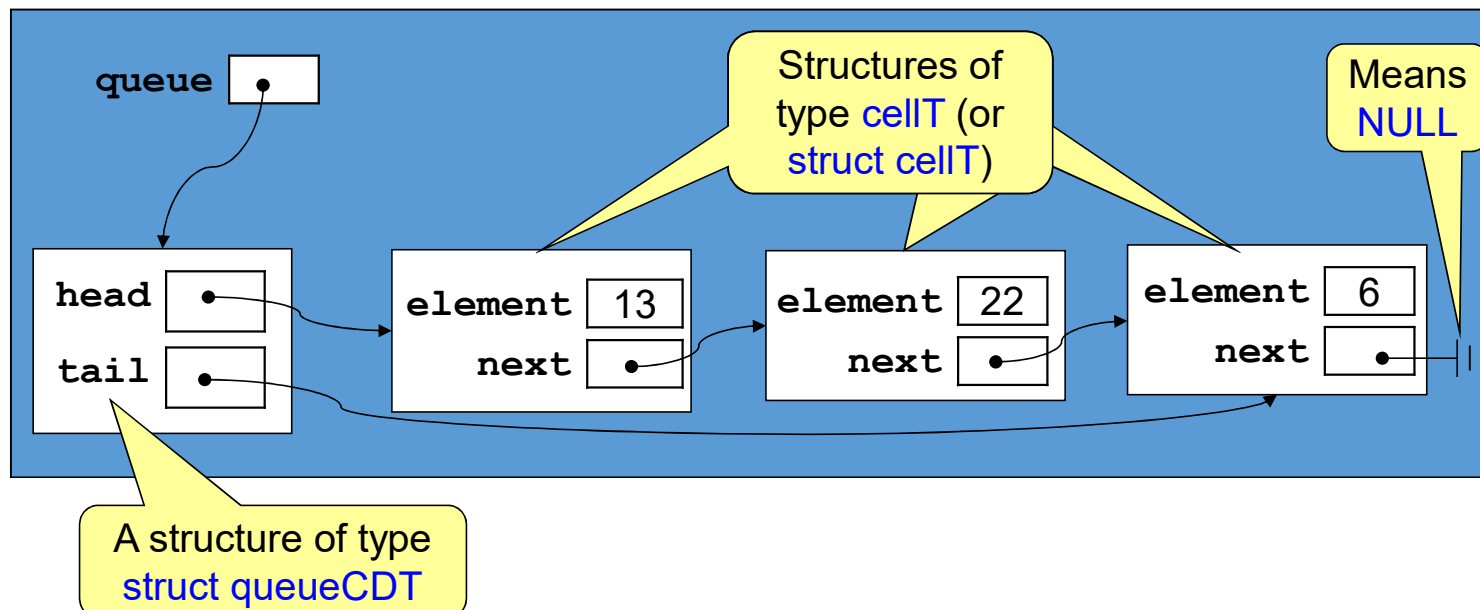 queue
Structures of
type cellT (or
struct cellT)
Means
NULL
head
tail
element 13
next
element 22
next
element 6
next
A structure of type
struct queueCDT